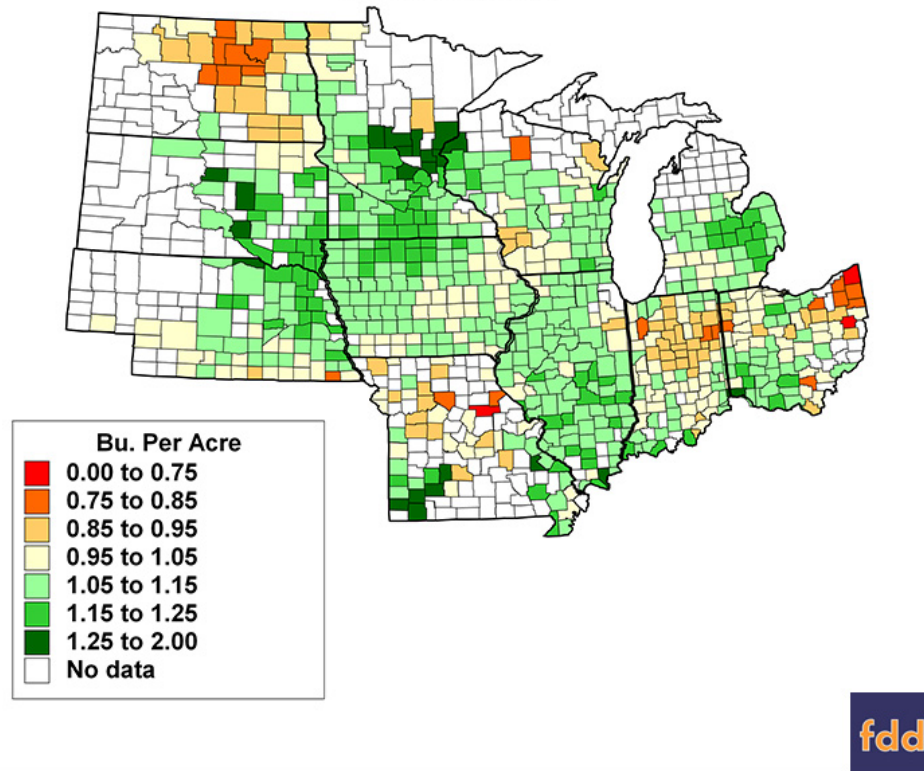 Bu. Per Acre
0.00 to 0.75
0.75 to 0.85
0.85 to 0.95
0.95 to 1.05
1.05 to 1.15
1.15 to 1.25
1.25 to 2.00
No data
fdd